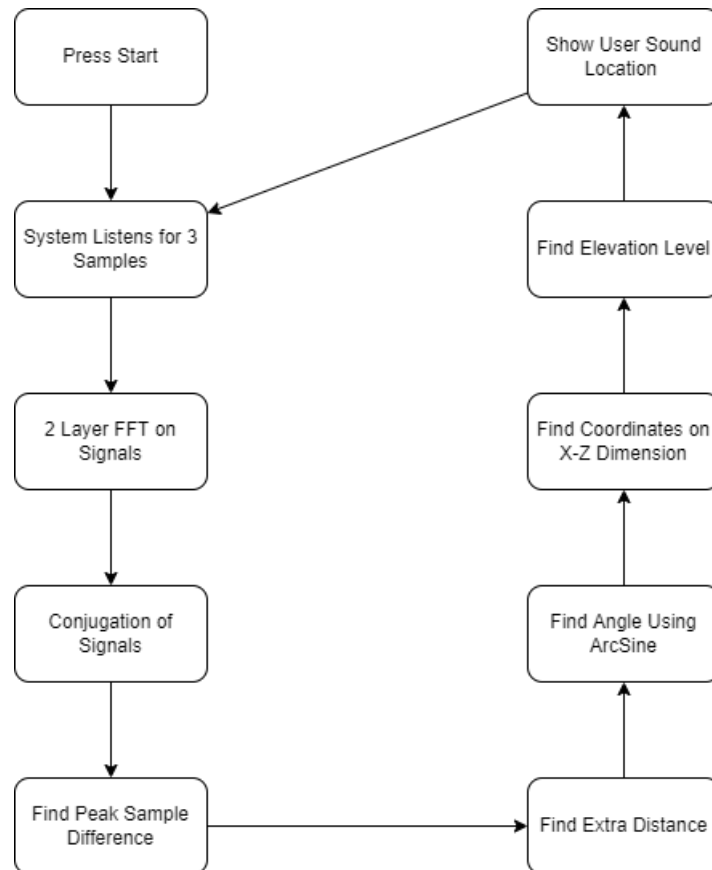 Press Start
System Listens for 3
Samples
2 Layer FFT on
Signals
Conjugation of
Signals
Find Peak Sample
Difference
Find Extra Distance
Find Angle Using
ArcSine
Find Coordinates on
X-Z Dimension
Find Elevation Level
Show User Sound
Location